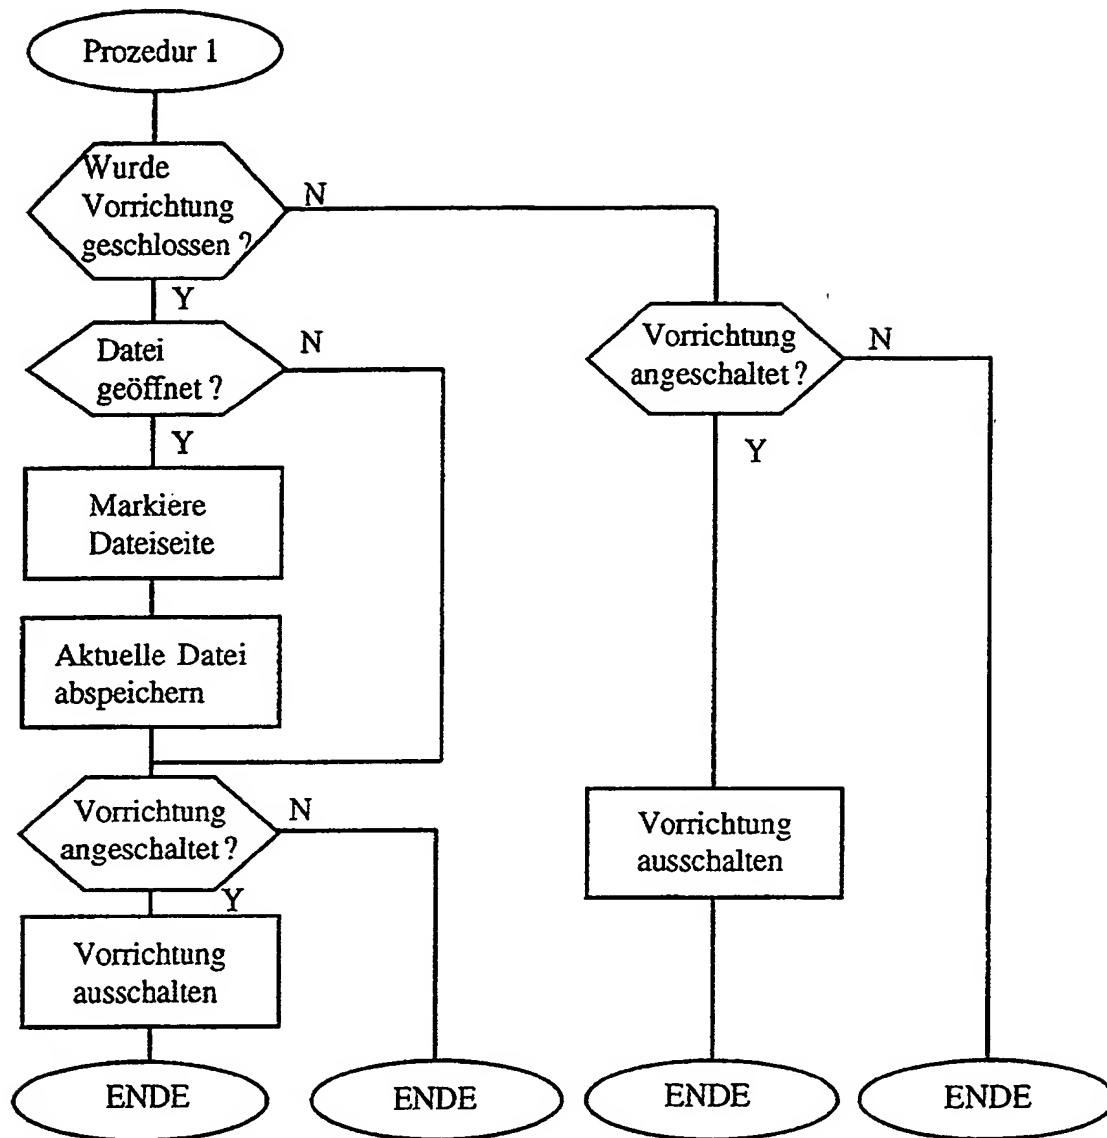 Prozedur 1
Wurde
Vorrichtung
geschlossen ?
N
Y
Datei
geöffnet ?
N
Vorrichtung
angeschaltet ?
N
Y
Y
Markiere
Dateiseite
Aktuelle Datei
abspeichern
Vorrichtung
angeschaltet ?
N
Y
Vorrichtung
ausschalten
Vorrichtung
ausschalten
ENDE
ENDE
ENDE
ENDE